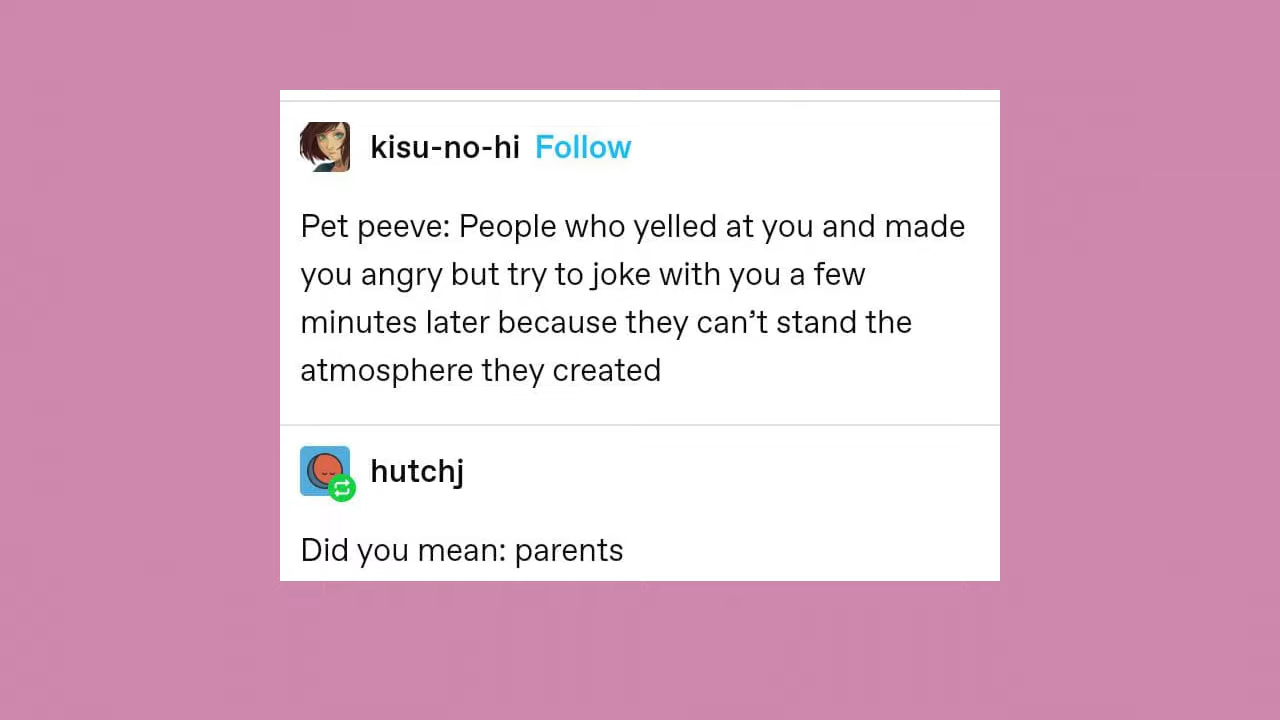 kisu-no-hi Follow
Pet peeve: People who yelled at you and made
you angry but try to joke with you a few
minutes later because they can’t stand the
atmosphere they created
hutchj
Did you mean: parents